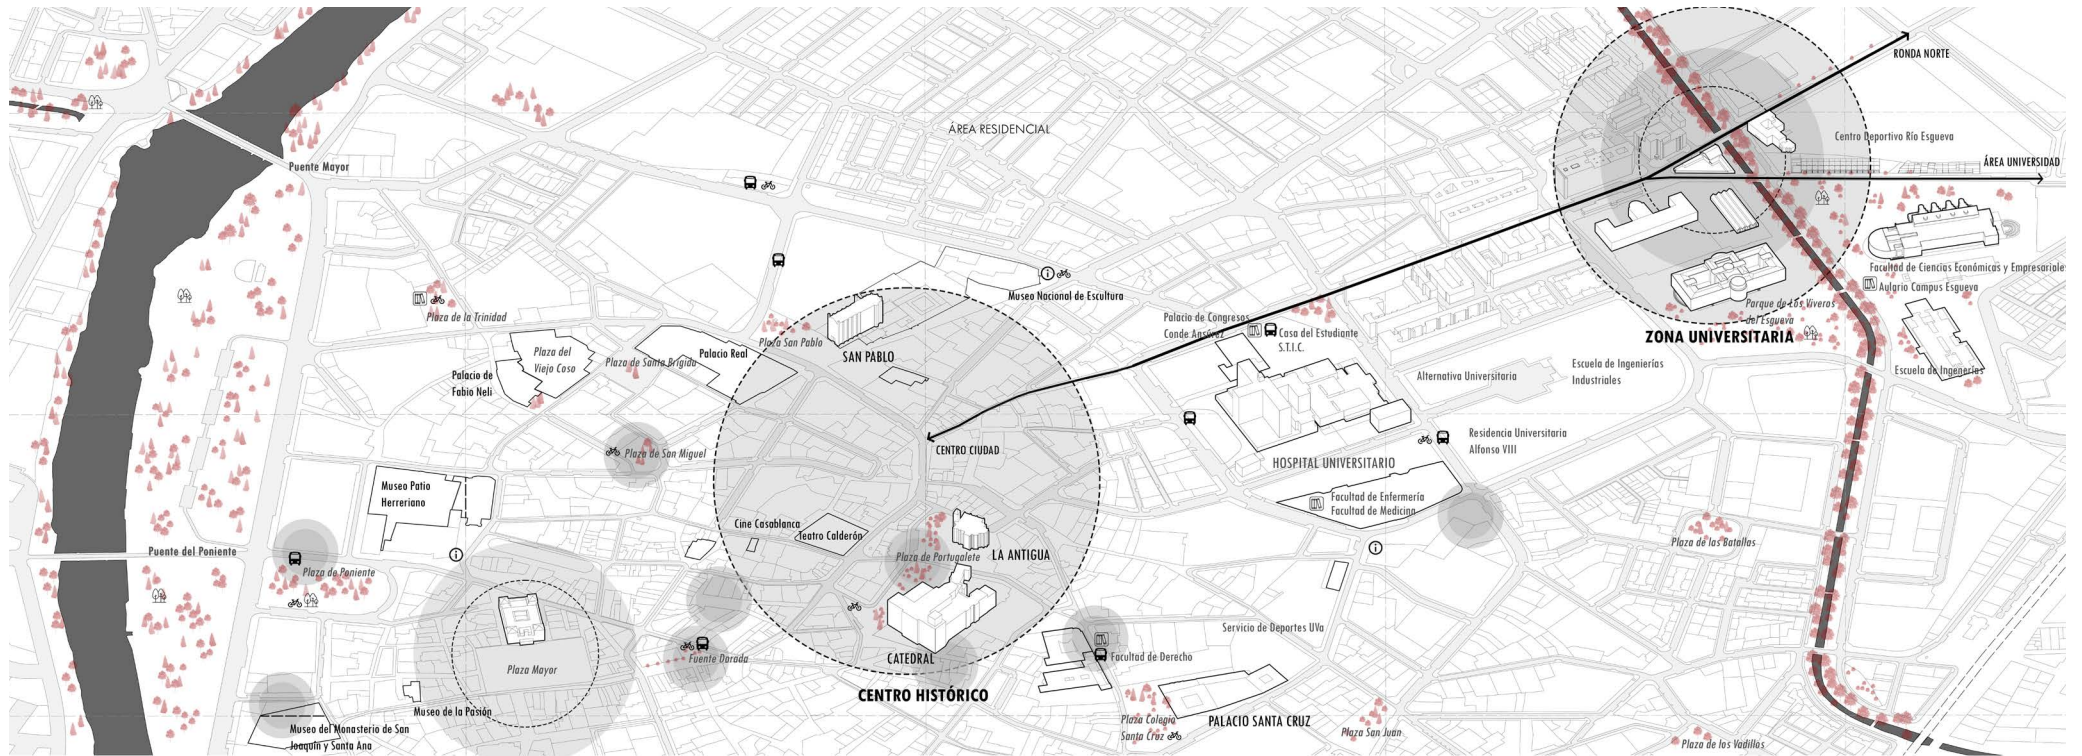 RONDA NORTE
ÁREA RESIDENCIAL
Centro Deportivo Río Esgueva
ÁREA UNIVERSIDAD
Puente Mayor
Facultad de Ciencias Económicas y Empresariales
Aulario Campus Esgueva
Museo Nacional de Escultura
Parque de Los Viveros
del Esgueva
ZONA UNIVERSITARIA
Plaza de la Trinidad
Palacio de Congresos
Conde Ansúrez
Casa del Estudiante
S.T.I.C.
Plaza San Pablo
SAN PABLO
Palacio Real
Plaza del
Viejo Coso
Plaza de Santa Brígida
Palacio de
Fabio Neli
Alternativa Universitaria
Escuela de Ingenierías
Industriales
Escuela de Ingenerías
CENTRO CIUDAD
Plaza de San Miguel
Residencia Universitaria
Alfonso VIII
HOSPITAL UNIVERSITARIO
Museo Patio
Herreriano
Facultad de Enfermería
Facultad de Medicina
Cine Casablanca
Teatro Calderón
Puente del Poniente
Plaza de Poniente
Plaza de Portugalete
LA ANTIGUA
Plaza de las Batallas
Servicio de Deportes UVa
Fuente Dorada
CATEDRAL
Facultad de Derecho
Plaza Mayor
CENTRO HISTÓRICO
Museo de la Pasión
Museo del Monasterio de San
Joaquín y Santa Ana
Plaza Colegio
Santa Cruz
PALACIO SANTA CRUZ
Plaza San Juan
Plaza de los Vadillos